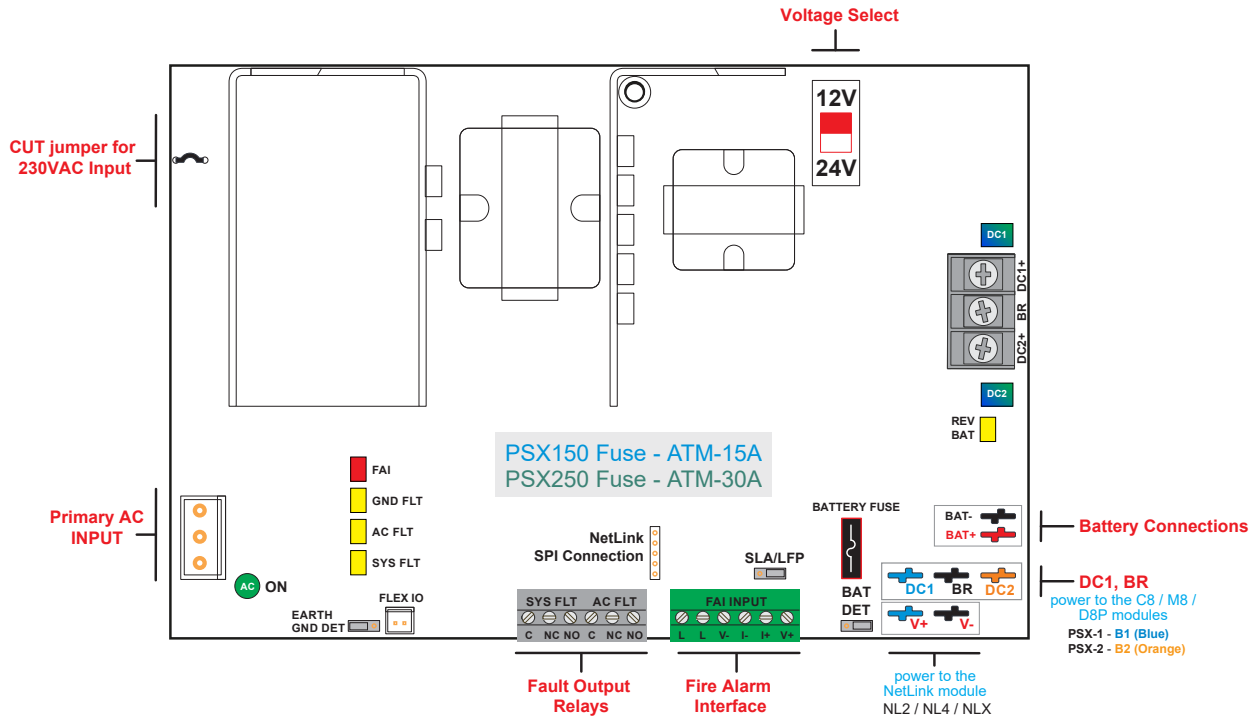 Voltage Select
12V
24V
CUT jumper for
230VAC Input
DC1
DC1+
BR
DC2+
DC2
REV
BAT
PSX150 Fuse - ATM-15A
PSX250 Fuse - ATM-30A
FAI
GND FLT
AC FLT
SYS FLT
Primary AC
INPUT
AC
ON
EARTH
GND DET
FLEX IO
NetLink
SPI Connection
SLA/LFP
BATTERY FUSE
BAT-
BAT+
Battery Connections
BAT
DET
DC1
BR
DC2
V+
V-
DC1, BR
power to the C8 / M8 /
D8P modules
PSX-1 - B1 (Blue)
PSX-2 - B2 (Orange)
SYS FLT
AC FLT
C NC NO C NC NO
FAI INPUT
L L V- I- I+ V+
Fault Output
Relays
Fire Alarm
Interface
power to the
NetLink module
NL2 / NL4 / NLX